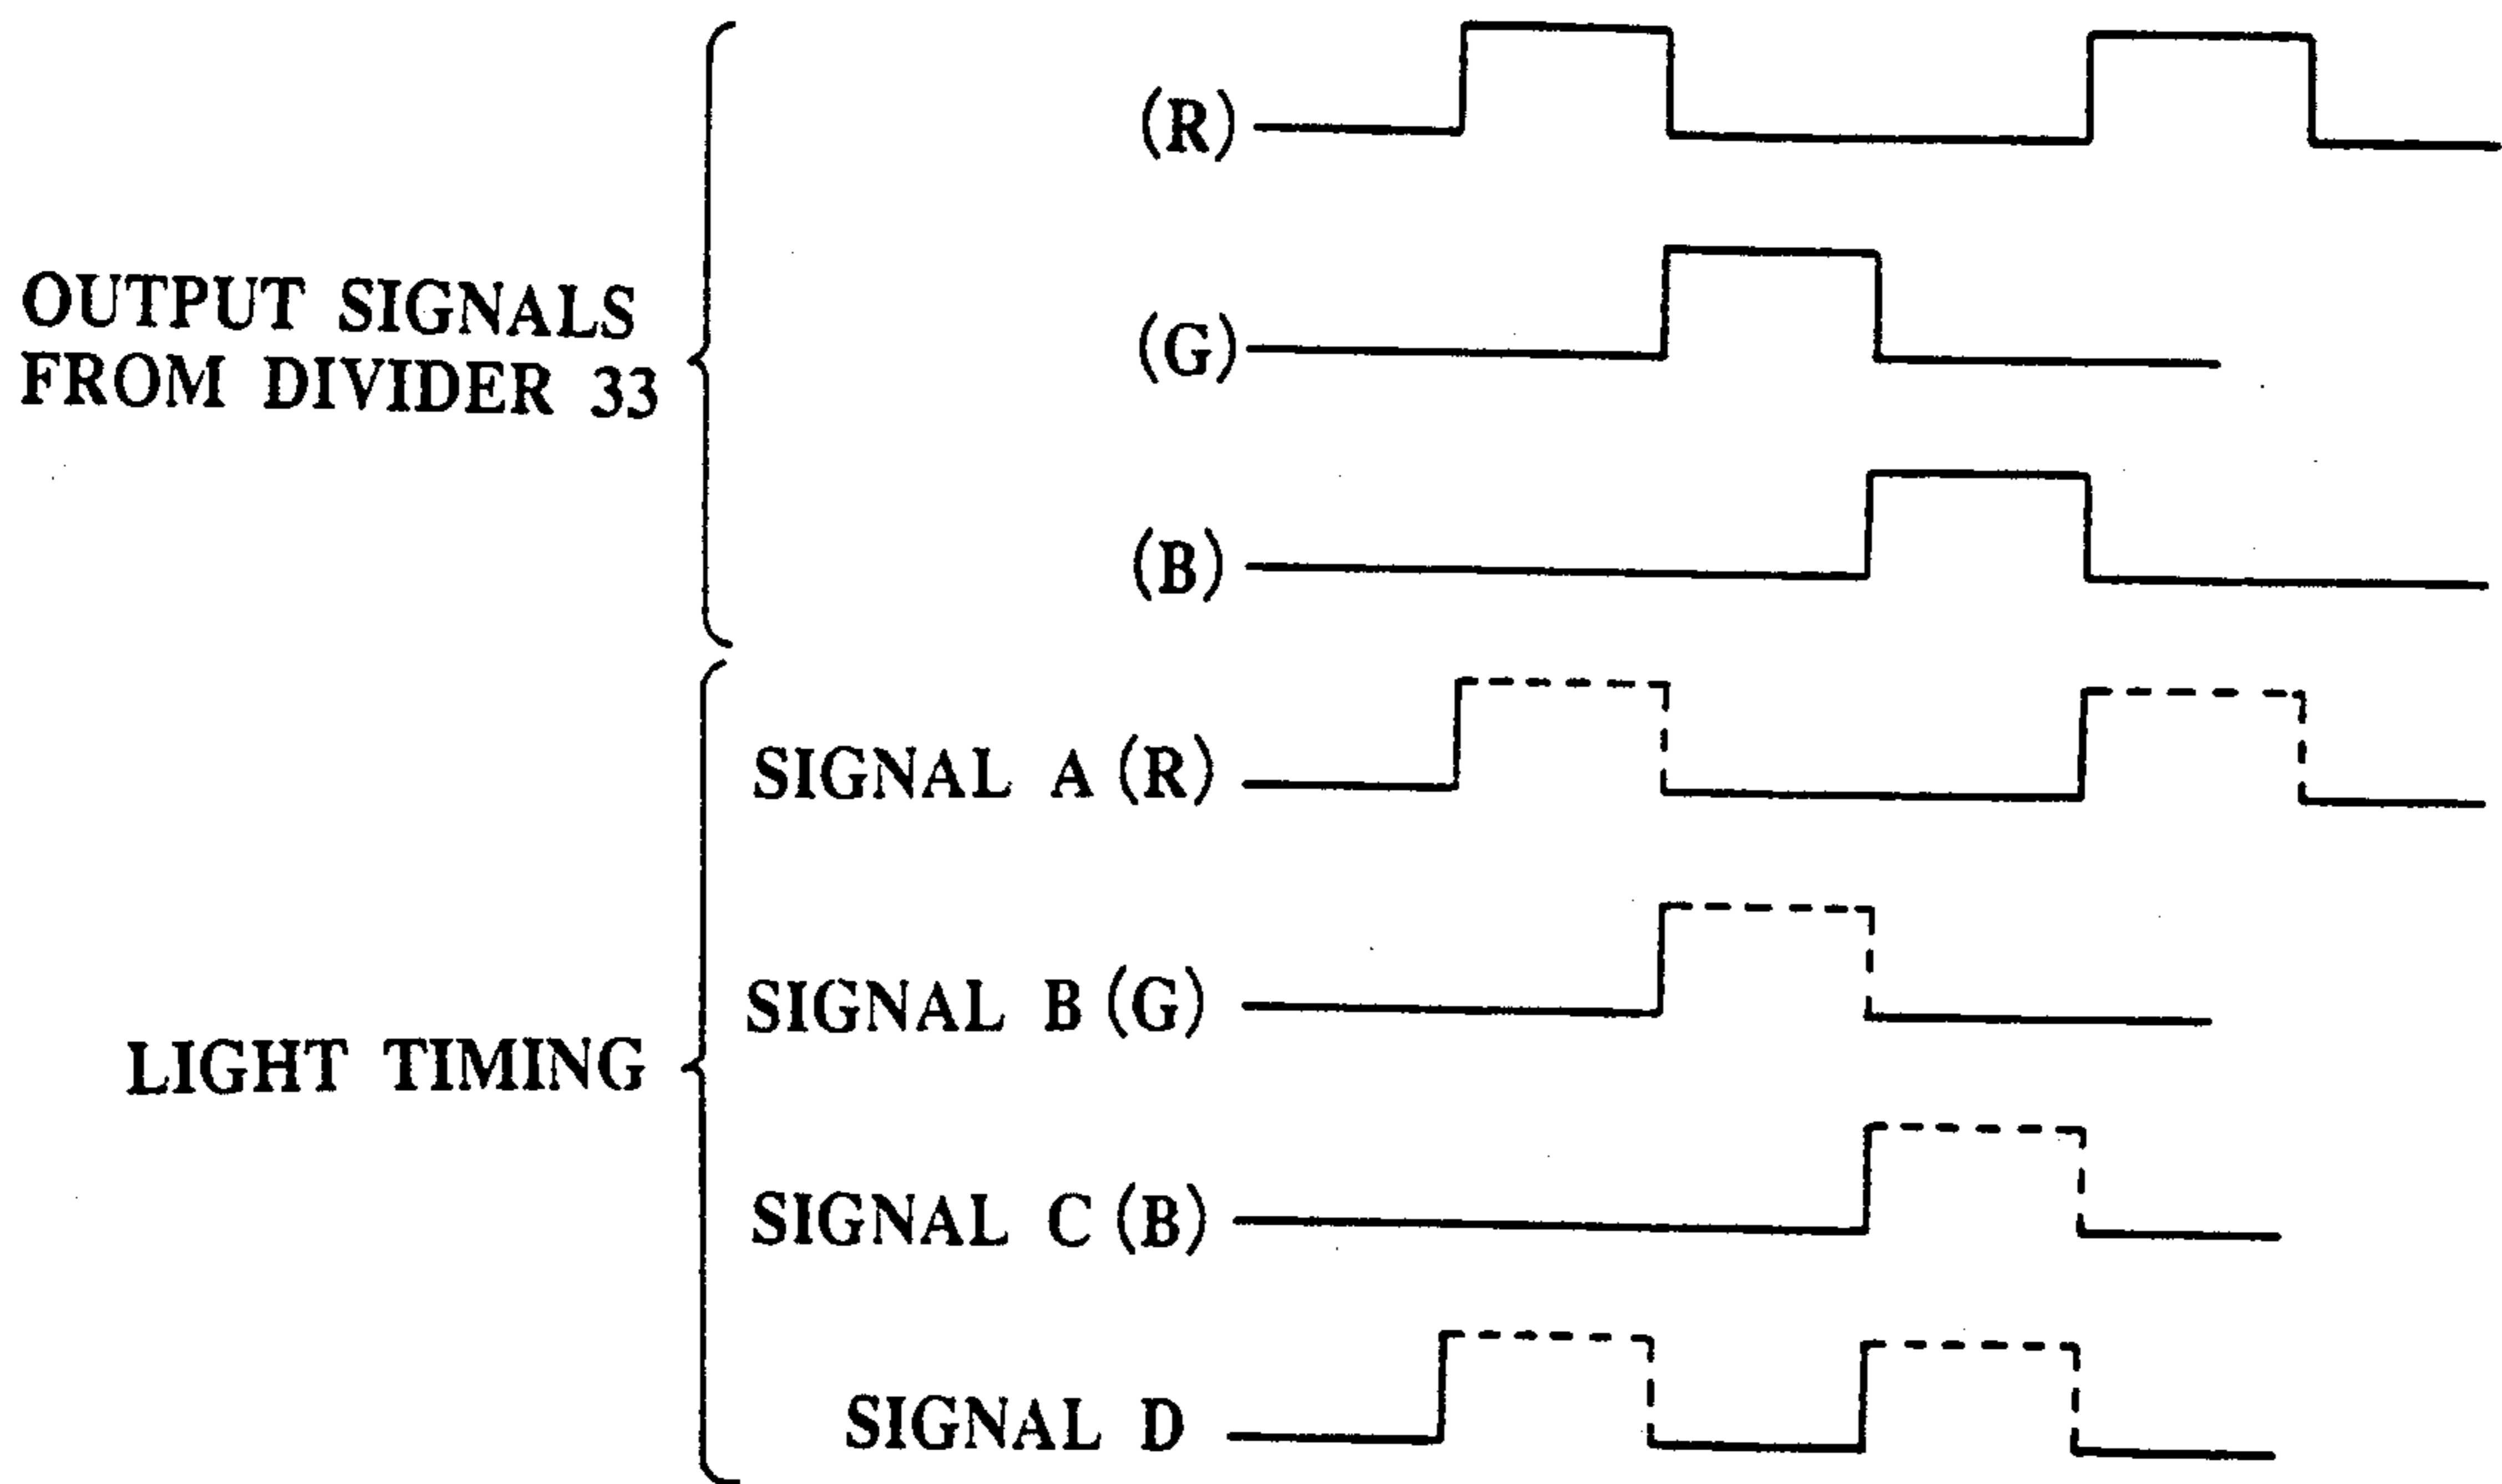 OUTPUT SIGNALS
FROM DIVIDER 33
(R)
(G)
(B)
LIGHT TIMING
SIGNAL A (R)
SIGNAL B (G)
SIGNAL C (B)
SIGNAL D